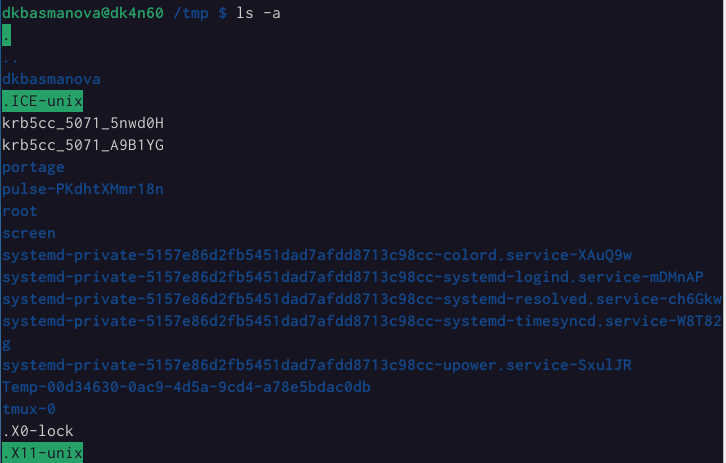 dkbasmanova@dk4n60 /tmp $ ls -a
.
..
dkbasmanova
.ICE-unix
krb5cc_5071_5nwd0H
krb5cc_5071_A9B1YG
portage
pulse-PKdhtXMmr18n
root
screen
systemd-private-5157e86d2fb5451dad7afdd8713c98cc-colord.service-XAuQ9w
systemd-private-5157e86d2fb5451dad7afdd8713c98cc-systemd-logind.service-mDMnAP
systemd-private-5157e86d2fb5451dad7afdd8713c98cc-systemd-resolved.service-ch6Gkw
systemd-private-5157e86d2fb5451dad7afdd8713c98cc-systemd-timesyncd.service-W8T82
g
systemd-private-5157e86d2fb5451dad7afdd8713c98cc-upower.service-SxulJR
Temp-00d34630-0ac9-4d5a-9cd4-a78e5bdac0db
tmux-0
.X0-lock
.X11-unix